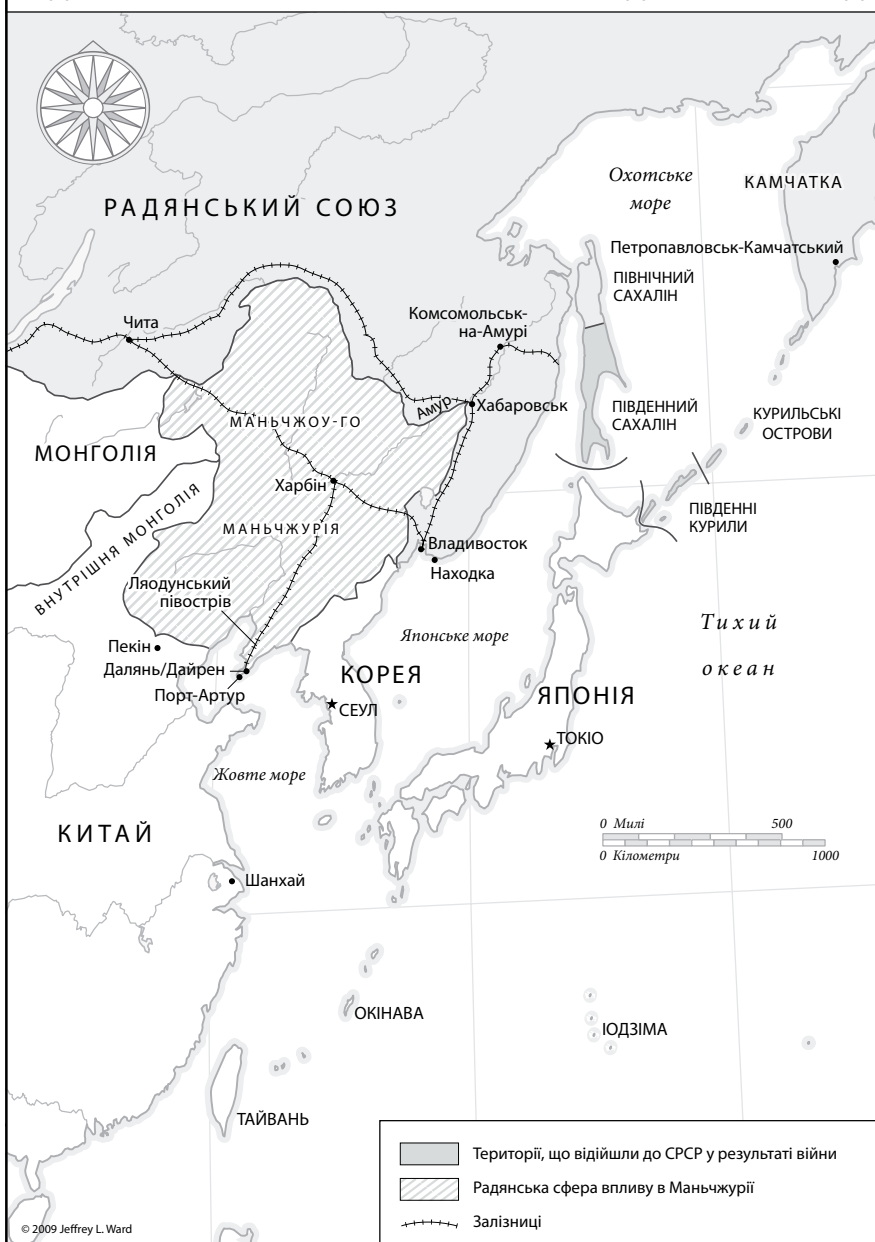 Охотське
море
КАМЧАТКА
РАДЯНСЬКИЙ СОЮЗ
Петропавловськ-Камчатський
ПІВНІЧНИЙ
САХАЛІН
Чита
Комсомольськ-
на-Амурі
Амур
Хабаровськ
ПІВДЕННИЙ
САХАЛІН
КУРИЛЬСЬКІ
ОСТРОВИ
МАНЬЧЖОУ-ГО
МОНГОЛІЯ
Харбін
ПІВДЕННІ
КУРИЛИ
ВНУТРІШНЯ МОНГОЛІЯ
МАНЬЧЖУРІЯ
Владивосток
Находка
Ляодунський
півострів
Японське море
Тихий
океан
Пекін
Далянь/Дайрен
Порт-Артур
КОРЕЯ
СЕУЛ
ЯПОНІЯ
ТОКІО
Жовте море
0 Милі 500
0 Кілометри 1000
КИТАЙ
Шанхай
ОКІНАВА
ІОДЗІМА
ТАЙВАНЬ
Території, що відійшли до СРСР у результаті війни
Радянська сфера впливу в Маньчжурії
Залізниці
© 2009 Jeffrey L. Ward